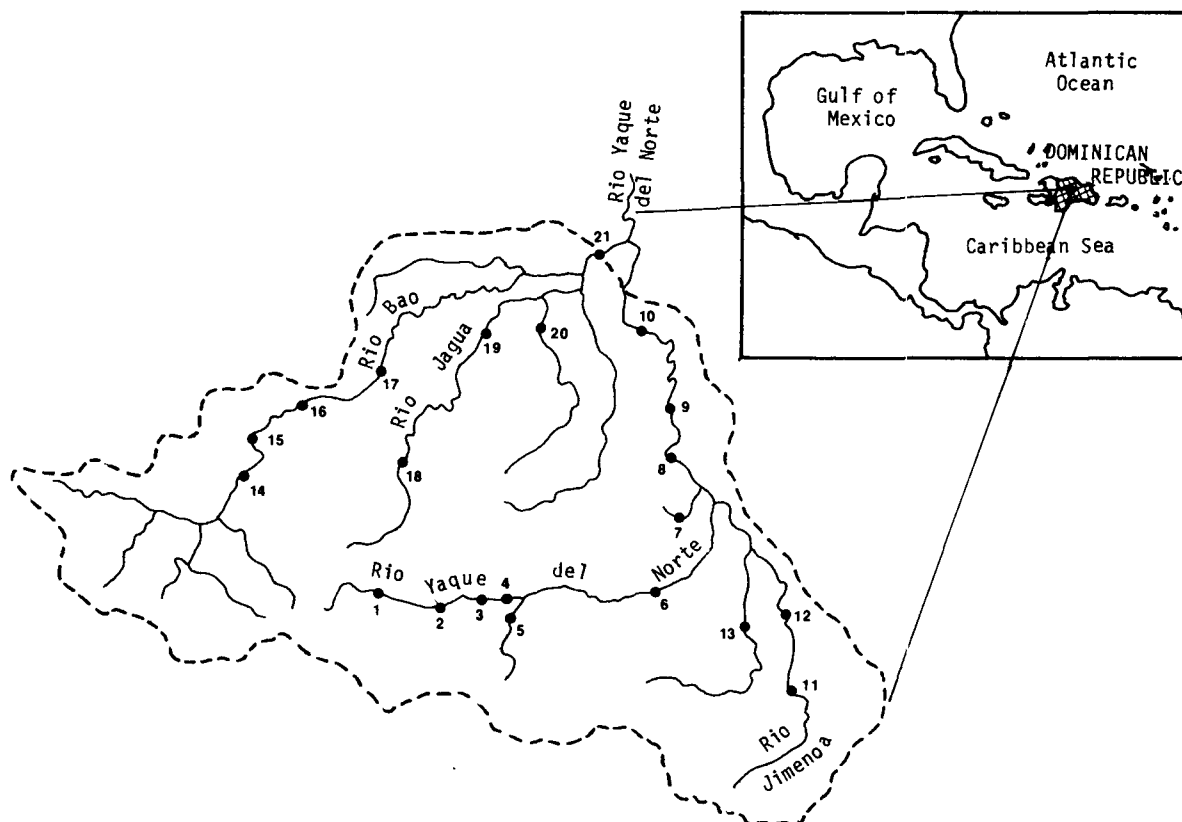 Atlantic
Ocean
Gulf of
Mexico
DOMINICAN
REPUBLIC
Caribbean Sea
Rio Yaque
del Norte
21
Rio Bao
10
Rio Jagua
19
20
17
16
9
15
8
18
14
7
Rio Yaque del Norte
1
2
3
4
5
6
12
13
11
Rio
Jimenoa